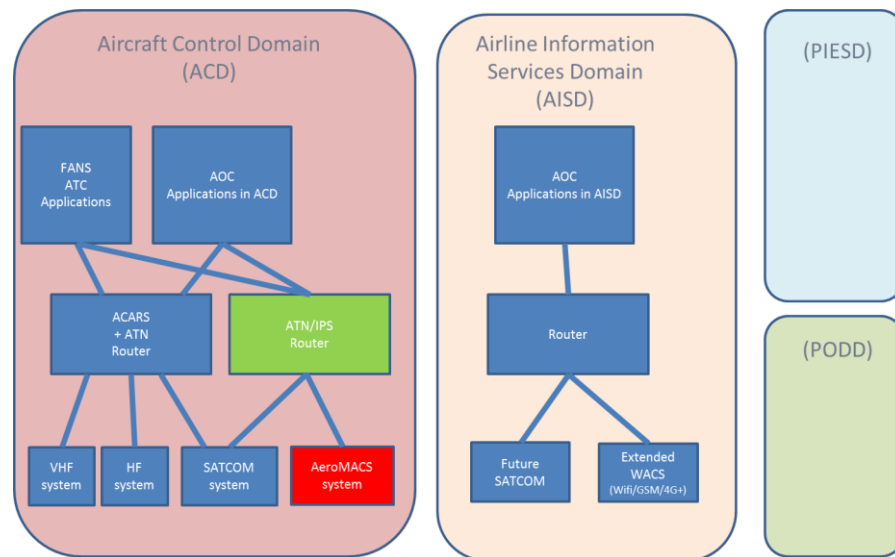 Aircraft Control Domain
(ACD)
Airline Information
Services Domain
(AISD)
(PIESD)
FANS
ATC
Applications
AOC
Applications in ACD
AOC
Applications in AISD
ACARS
+ ATN
Router
ATN/IPS
Router
Router
(PODD)
VHF
system
HF
system
SATCOM
system
AeroMACS
system
Future
SATCOM
Extended
WACS
(Wifi/GSM/4G+)